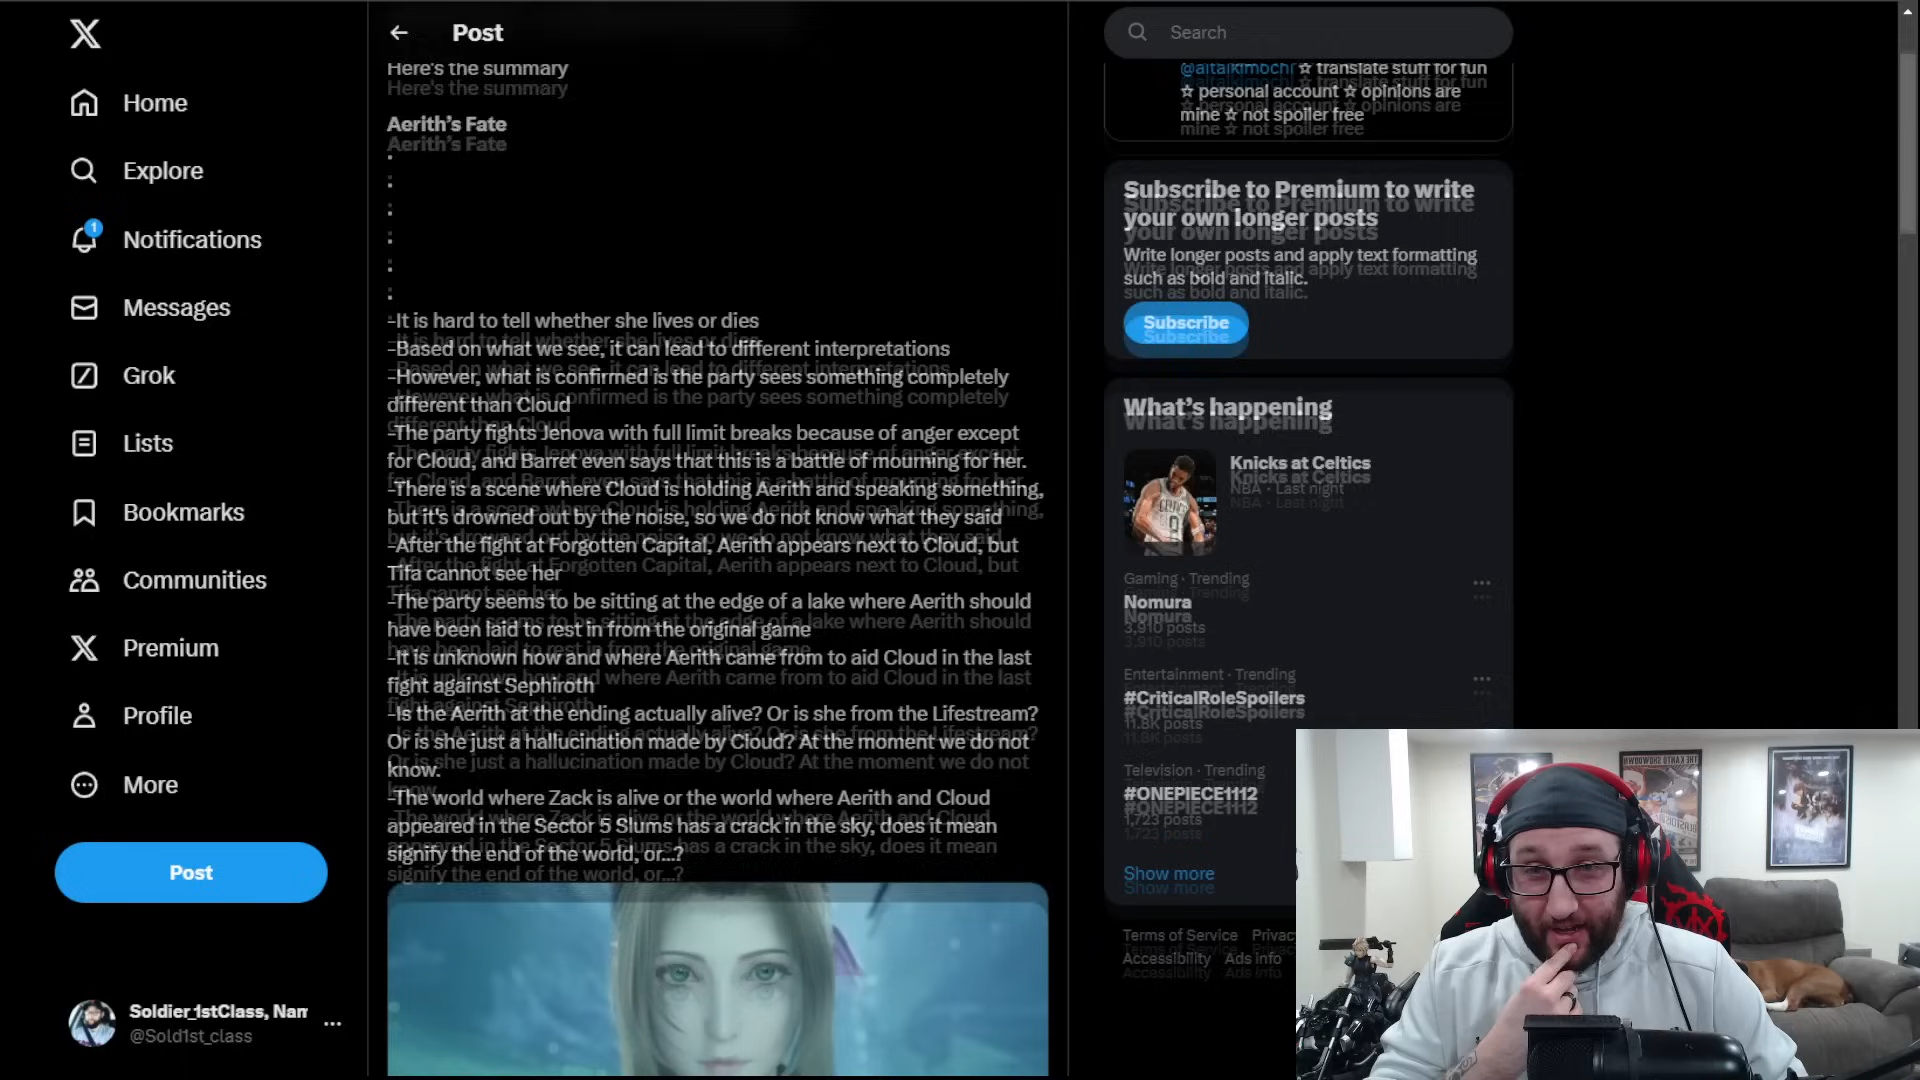 Home
Explore
1
Notifications
Messages
Grok
Lists
Bookmarks
Communities
Premium
Profile
More
Post
Soldier_1stClass, Nam
@Sold1st_class
Post
Here's the summary
Aerith's Fate
:
:
:
:
:
:
-It is hard to tell whether she lives or dies
-Based on what we see, it can lead to different interpretations
-However, what is confirmed is the party sees something completely
different than Cloud
-The party fights Jenova with full limit breaks because of anger except
for Cloud, and Barret even says that this is a battle of mourning for her.
-There is a scene where Cloud is holding Aerith and speaking something,
but it's drowned out by the noise, so we do not know what they said
-After the fight at Forgotten Capital, Aerith appears next to Cloud, but
Tifa cannot see her
-The party seems to be sitting at the edge of a lake where Aerith should
have been laid to rest in from the original game
-It is unknown how and where Aerith came from to aid Cloud in the last
fight against Sephiroth
-Is the Aerith at the ending actually alive? Or is she from the Lifestream?
Or is she just a hallucination made by Cloud? At the moment we do not
know.
-The world where Zack is alive or the world where Aerith and Cloud
appeared in the Sector 5 Slums has a crack in the sky, does it mean
signify the end of the world, or...?
Search
@aitaikimochi ☆ translate stuff for fun
☆ personal account ☆ opinions are
mine ☆ not spoiler free
Subscribe to Premium to write
your own longer posts
Write longer posts and apply text formatting
such as bold and italic.
Subscribe
What's happening
Knicks at Celtics
NBA · Last night
Gaming · Trending
Nomura
3,910 posts
Entertainment · Trending
#CriticalRoleSpoilers
11.8K posts
Television · Trending
#ONEPIECE1112
1,723 posts
Show more
Terms of Service Privac
Accessibility Ads info